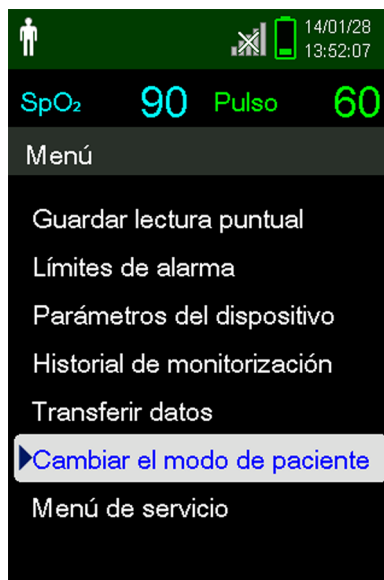 14/01/28
13:52:07
SpO₂ 90 Pulso 60
Menú
Guardar lectura puntual
Límites de alarma
Parámetros del dispositivo
Historial de monitorización
Transferir datos
Cambiar el modo de paciente
Menú de servicio